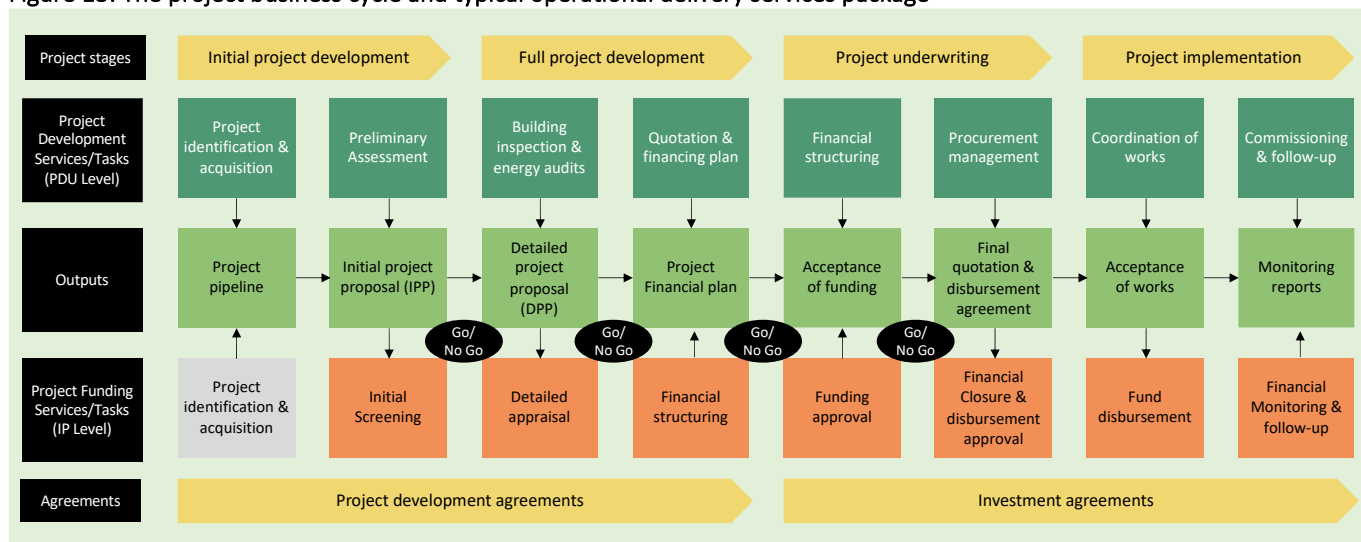 Project stages
Initial project development
Full project development
Project underwriting
Project implementation
Project
Development
Services/Tasks
(PDU Level)
Project
identification &
acquisition
Preliminary
Assessment
Building
inspection &
energy audits
Quotation &
financing plan
Financial
structuring
Procurement
management
Coordination of
works
Commissioning
& follow-up
Outputs
Project
pipeline
Initial project
proposal (IPP)
Detailed
project
proposal
(DPP)
Project
Financial plan
Acceptance
of funding
Final
quotation &
disbursement
agreement
Acceptance
of works
Monitoring
reports
Go/
No Go
Go/
No Go
Go/
No Go
Go/
No Go
Project Funding
Services/Tasks
(IP Level)
Project
identification &
acquisition
Initial
Screening
Detailed
appraisal
Financial
structuring
Funding
approval
Financial
Closure &
disbursement
approval
Fund
disbursement
Financial
Monitoring &
follow-up
Agreements
Project development agreements
Investment agreements